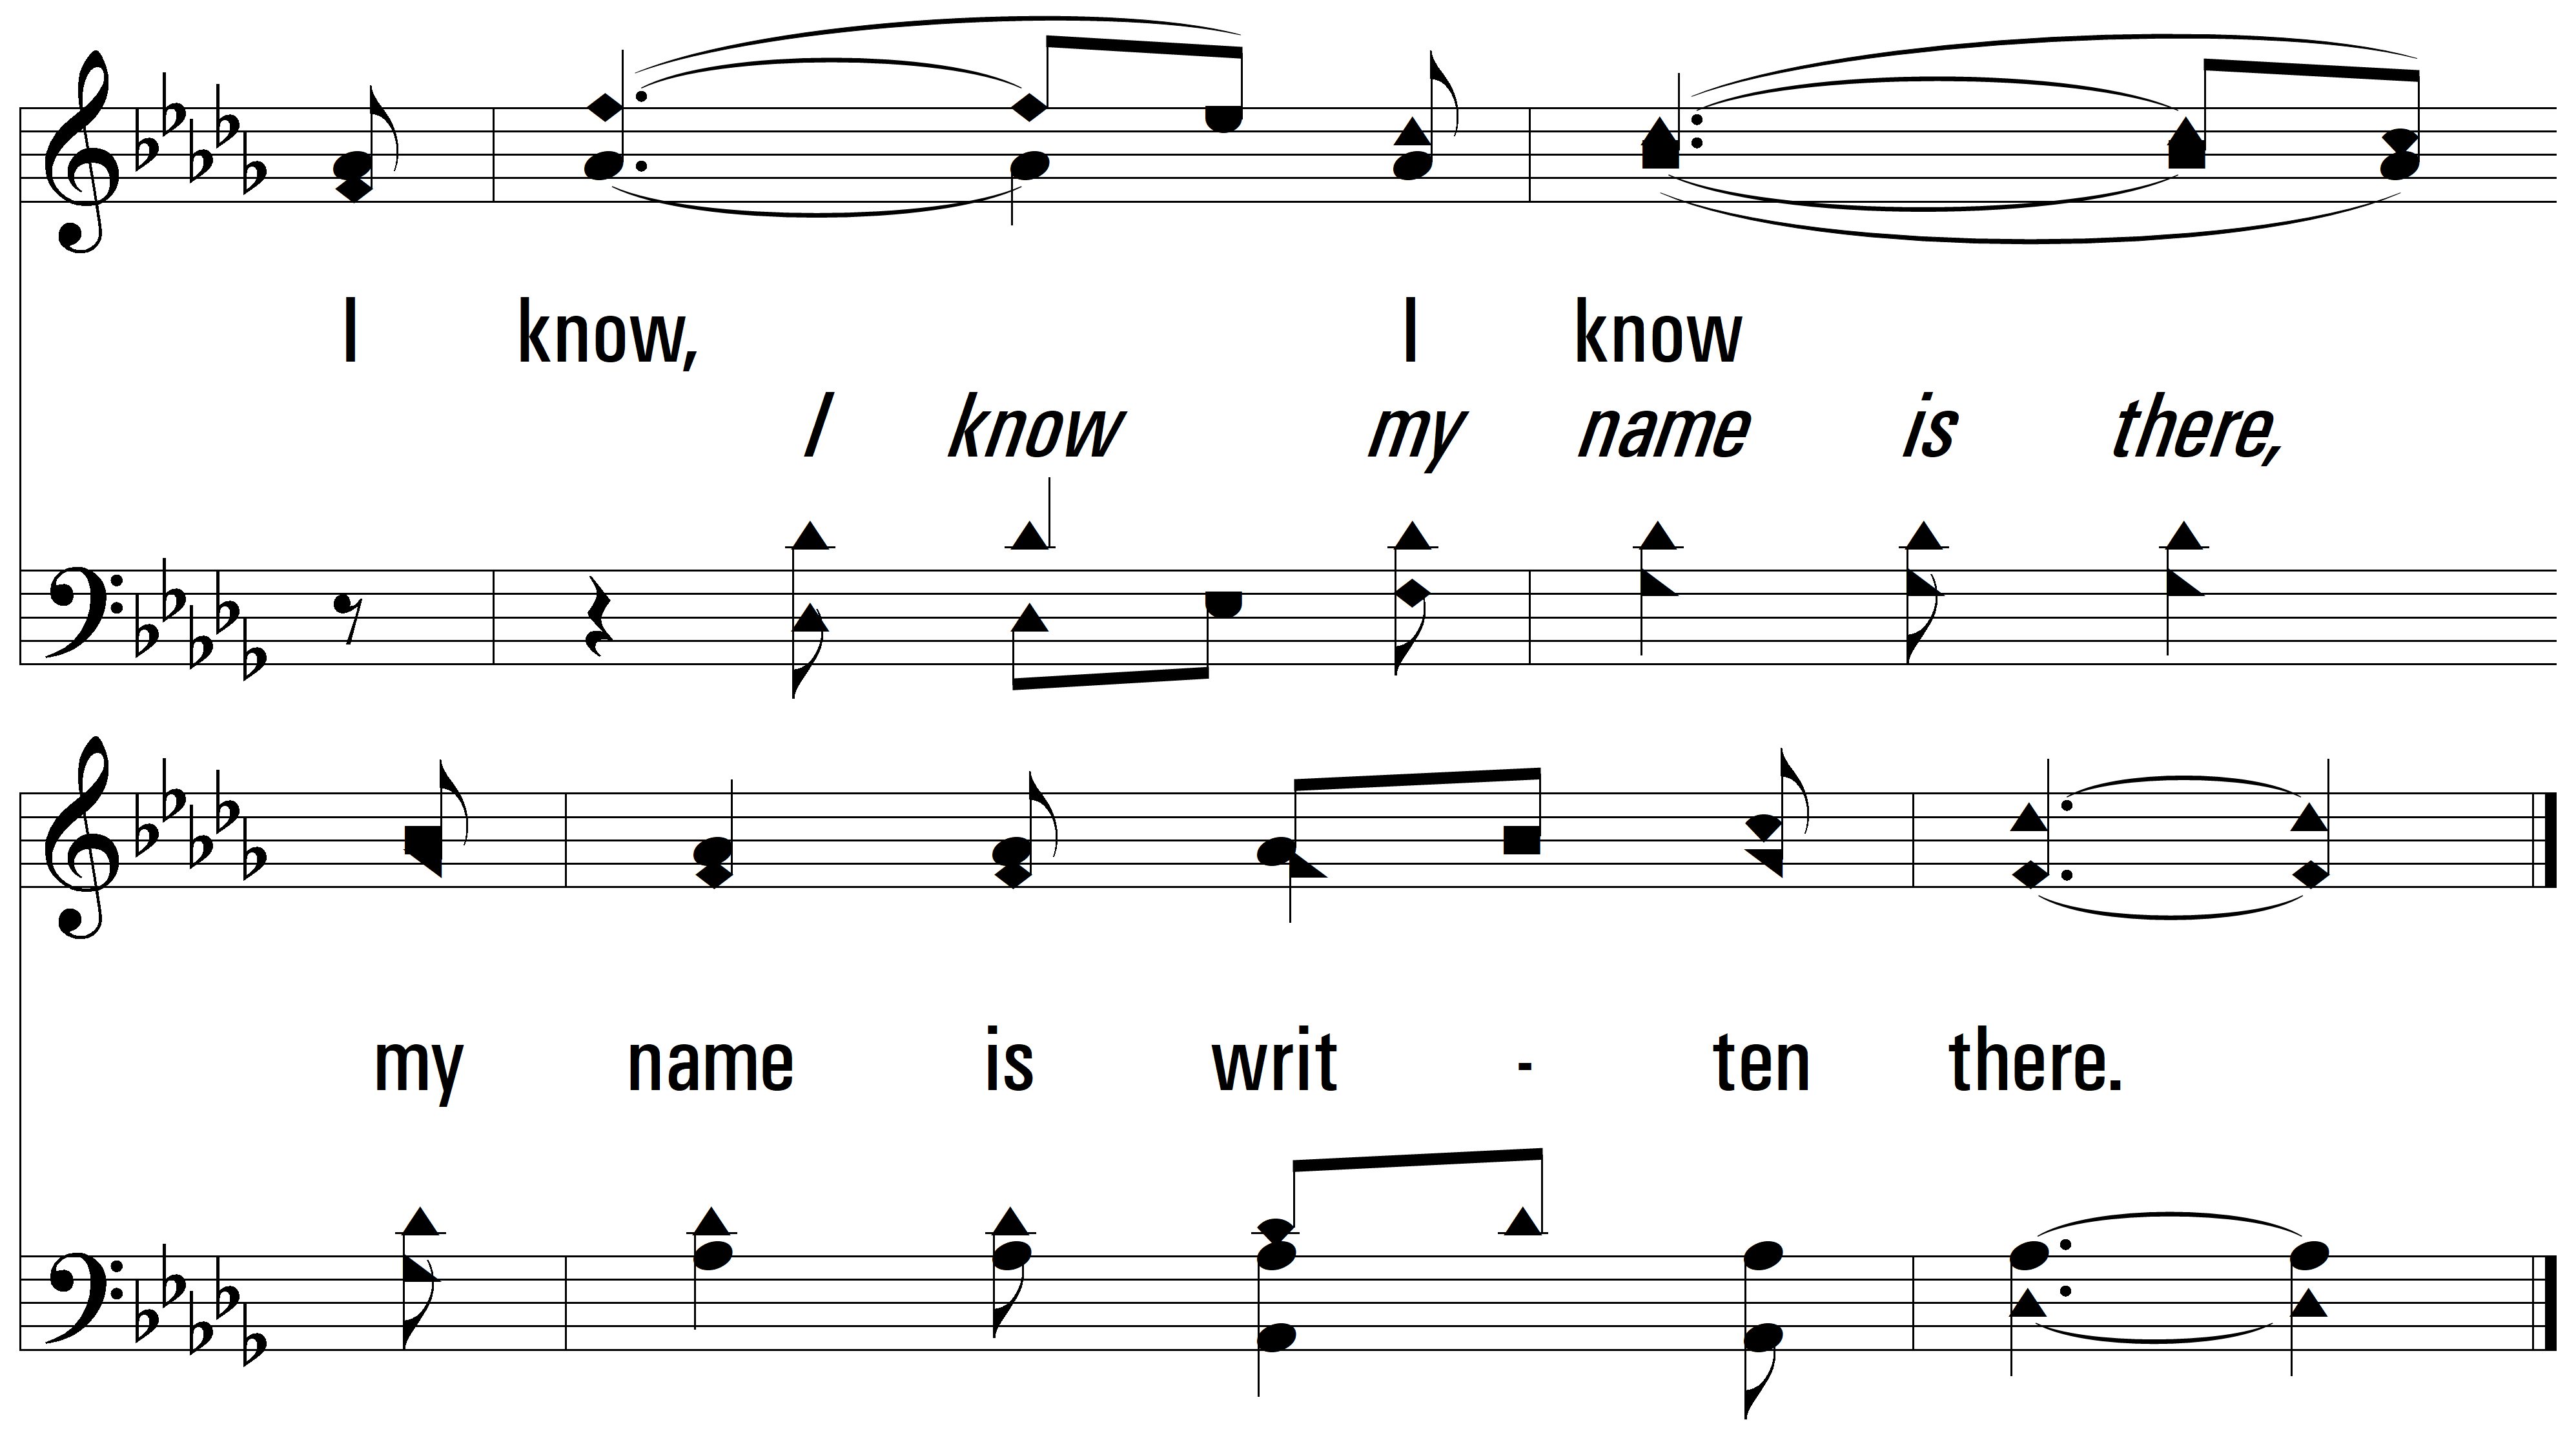 I know, I know
I know my name is there,
my name is writ - ten there.